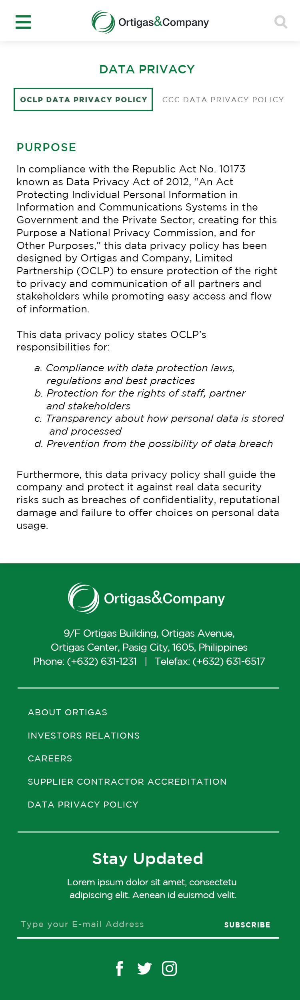 Ortigas&Company
DATA PRIVACY
OCLP DATA PRIVACY POLICY
CCC DATA PRIVACY POLICY
PURPOSE
In compliance with the Republic Act No. 10173
known as Data Privacy Act of 2012, “An Act
Protecting Individual Personal Information in
Information and Communications Systems in the
Government and the Private Sector, creating for this
Purpose a National Privacy Commission, and for
Other Purposes,” this data privacy policy has been
designed by Ortigas and Company, Limited
Partnership (OCLP) to ensure protection of the right
to privacy and communication of all partners and
stakeholders while promoting easy access and flow
of information.
This data privacy policy states OCLP’s
responsibilities for:
a. Compliance with data protection laws,
regulations and best practices
b. Protection for the rights of staff, partner
and stakeholders
c. Transparency about how personal data is stored
and processed
d. Prevention from the possibility of data breach
Furthermore, this data privacy policy shall guide the
company and protect it against real data security
risks such as breaches of confidentiality, reputational
damage and failure to offer choices on personal data
usage.
Ortigas&Company
9/F Ortigas Building, Ortigas Avenue,
Ortigas Center, Pasig City, 1605, Philippines
Phone: (+632) 631-1231 | Telefax: (+632) 631-6517
ABOUT ORTIGAS
INVESTORS RELATIONS
CAREERS
SUPPLIER CONTRACTOR ACCREDITATION
DATA PRIVACY POLICY
Stay Updated
Lorem ipsum dolor sit amet, consectetu
adipiscing elit. Aenean id euismod velit.
Type your E-mail Address
SUBSCRIBE